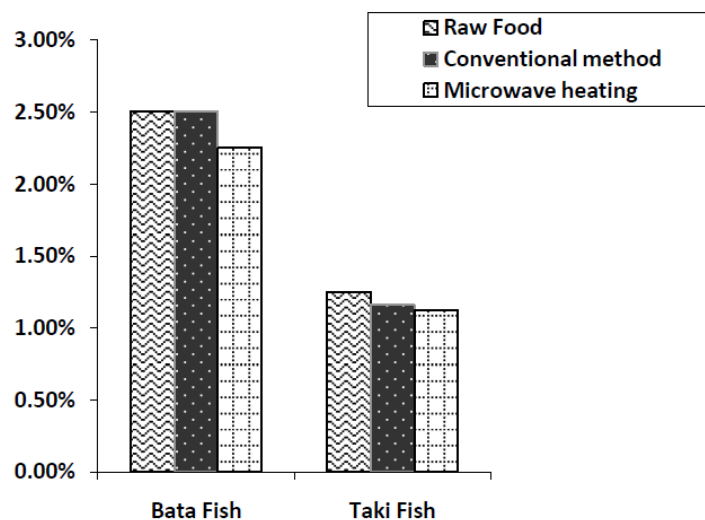 Raw Food
Conventional method
Microwave heating
3.00%
2.50%
2.00%
1.50%
1.00%
0.50%
0.00%
Bata Fish
Taki Fish